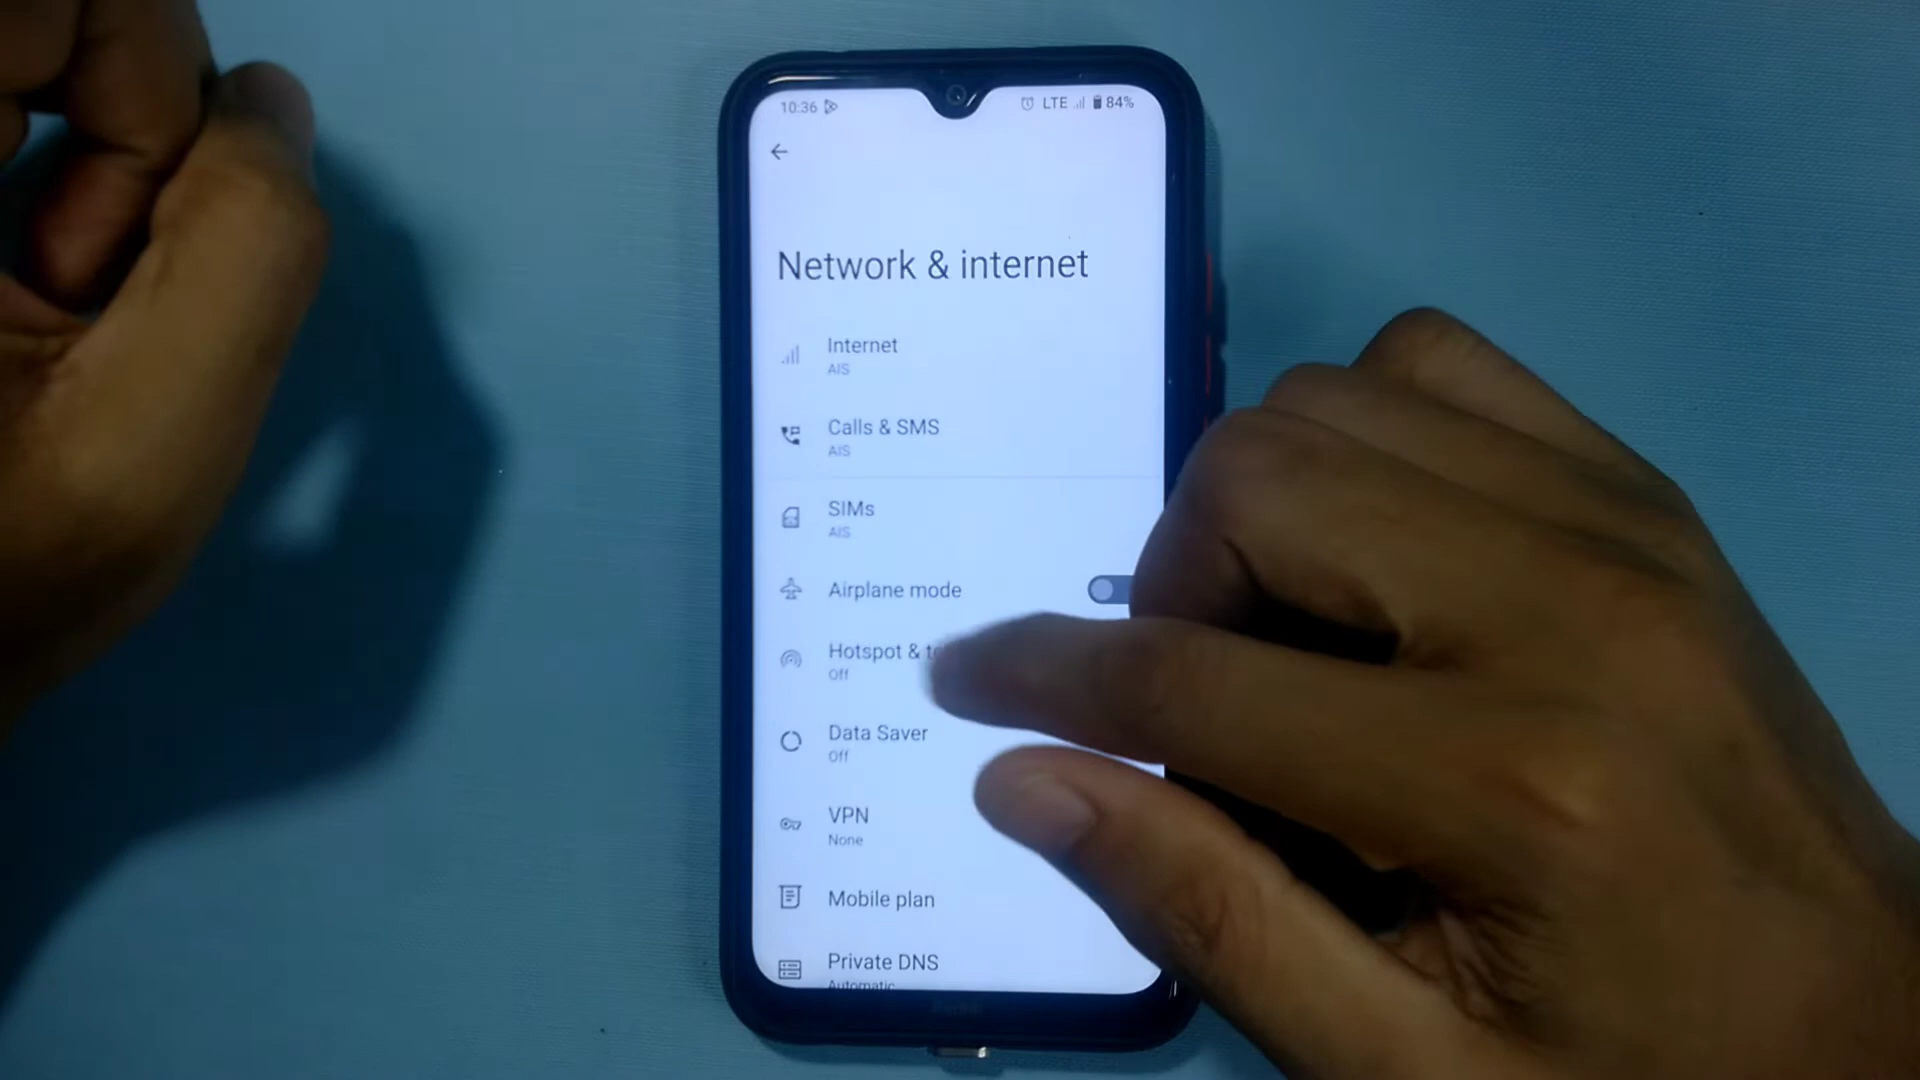 10:36 LTE 84%
Network & internet
Internet
AIS
Calls & SMS
AIS
SIMs
AIS
Airplane mode
Hotspot &
Off
Data Saver
Off
VPN
None
Mobile plan
Private DNS
Automatic